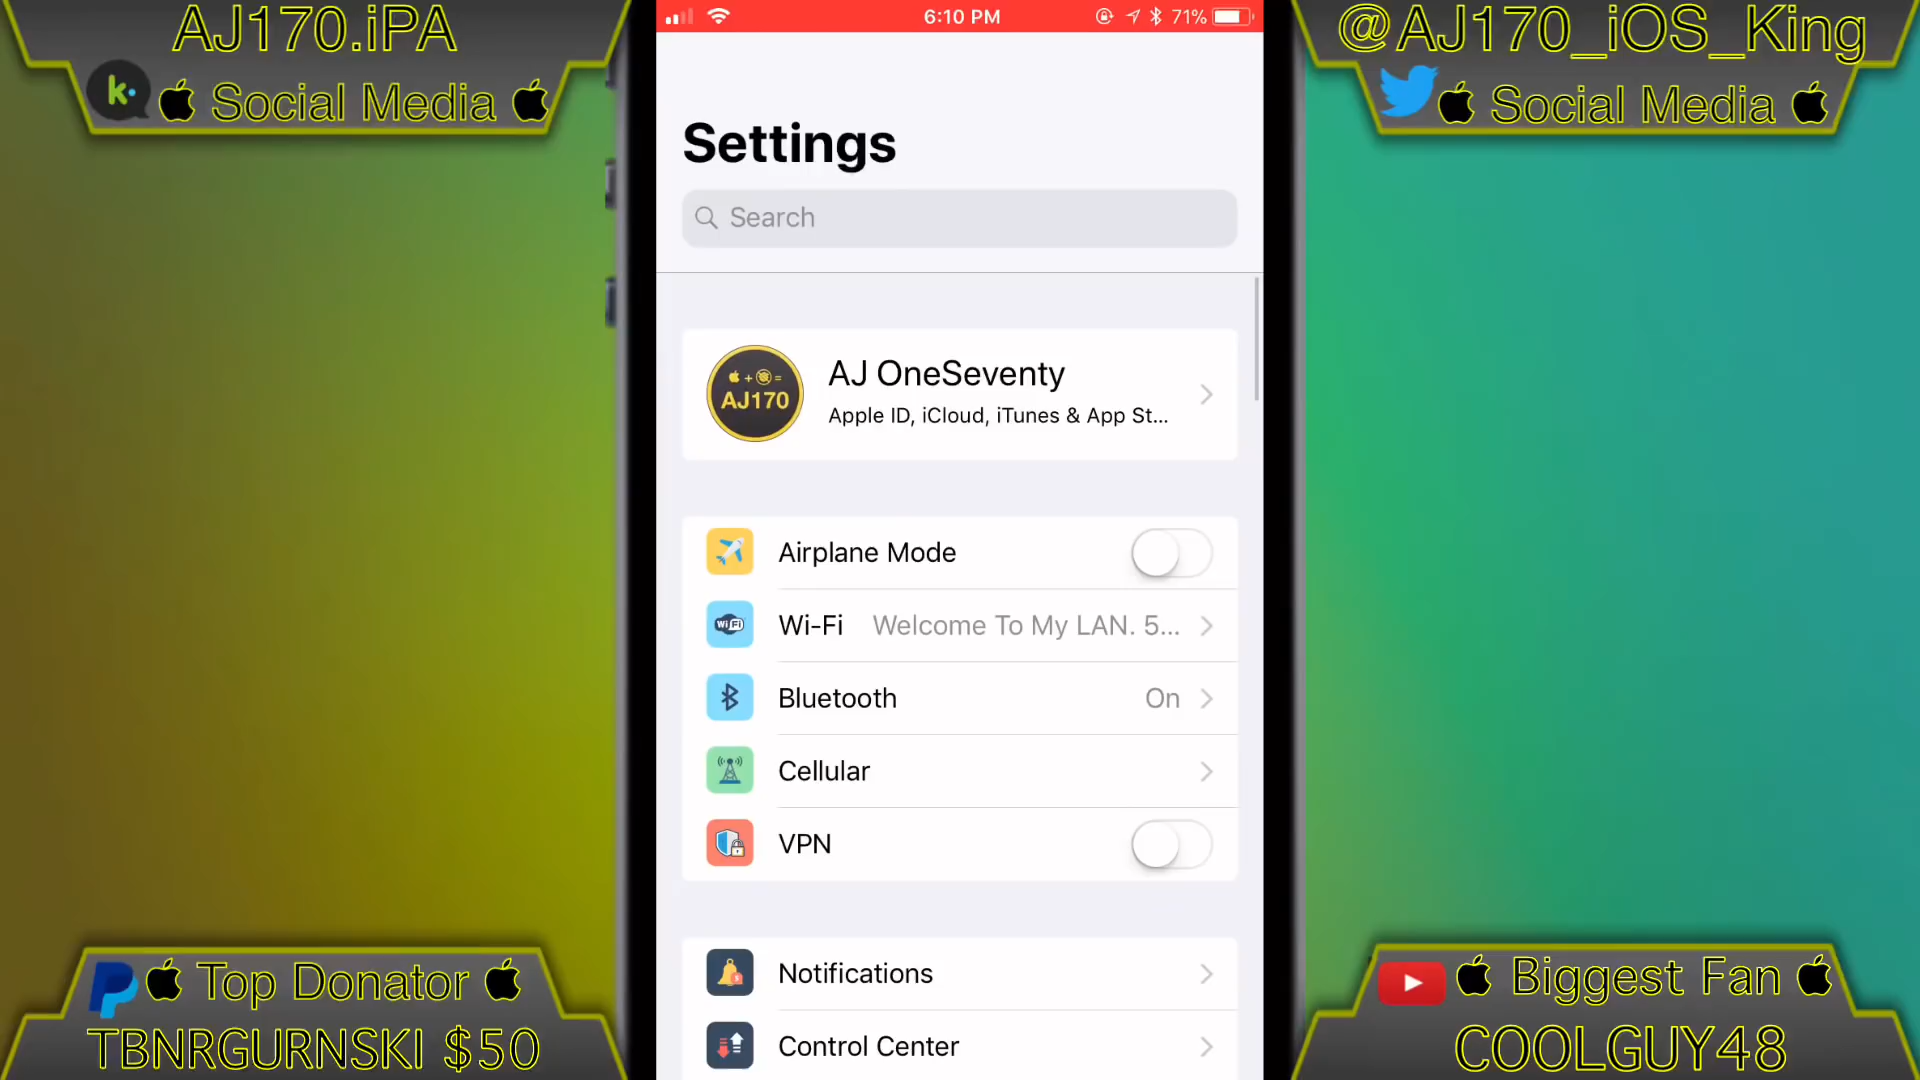 AJ170.iPA
k
Social Media
@AJ170_iOS_King
Social Media
6:10 PM
71%
Settings
Search
AJ170
AJ OneSeventy
Apple ID, iCloud, iTunes & App St...
Airplane Mode
WiFi
Wi-Fi
Welcome To My LAN. 5...
Bluetooth
On
Cellular
VPN
Notifications
Control Center
Top Donator
TBNRGURNSKI $50
Biggest Fan
COOLGUY48